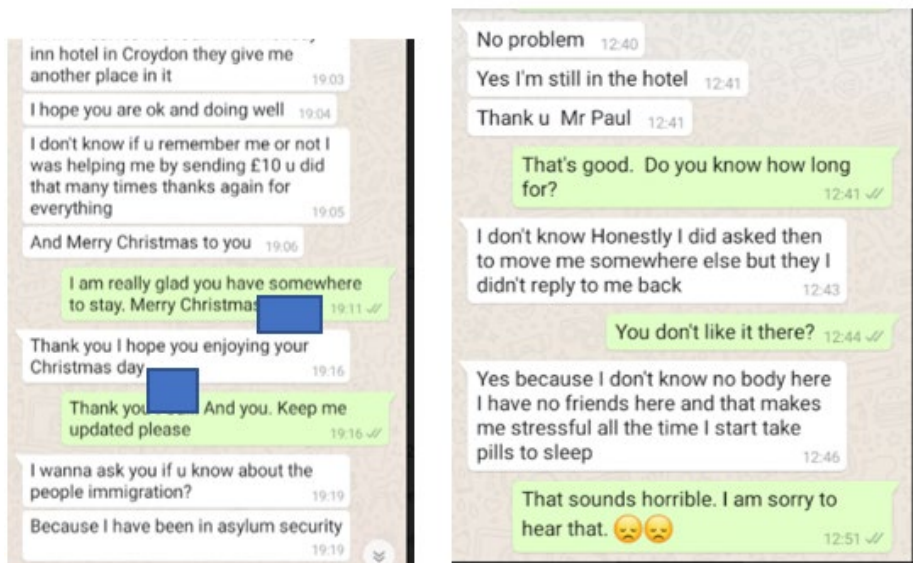 inn hotel in Croydon they give me
another place in it
19:03
I hope you are ok and doing well 19:04
I don't know if u remember me or not I
was helping me by sending £10 u did
that many times thanks again for
everything
19:05
And Merry Christmas to you 19:06
I am really glad you have somewhere
to stay. Merry Christmas
19:11
Thank you I hope you enjoying your
Christmas day
19:16
Thank you And you. Keep me
updated please
19:16
I wanna ask you if u know about the
people immigration?
19:19
Because I have been in asylum security
19:19
No problem 12:40
Yes I'm still in the hotel 12:41
Thank u Mr Paul 12:41
That's good. Do you know how long
for?
12:41
I don't know Honestly I did asked then
to move me somewhere else but they I
didn't reply to me back
12:43
You don't like it there? 12:44
Yes because I don't know no body here
I have no friends here and that makes
me stressful all the time I start take
pills to sleep
12:46
That sounds horrible. I am sorry to
hear that. 😞😞
12:51